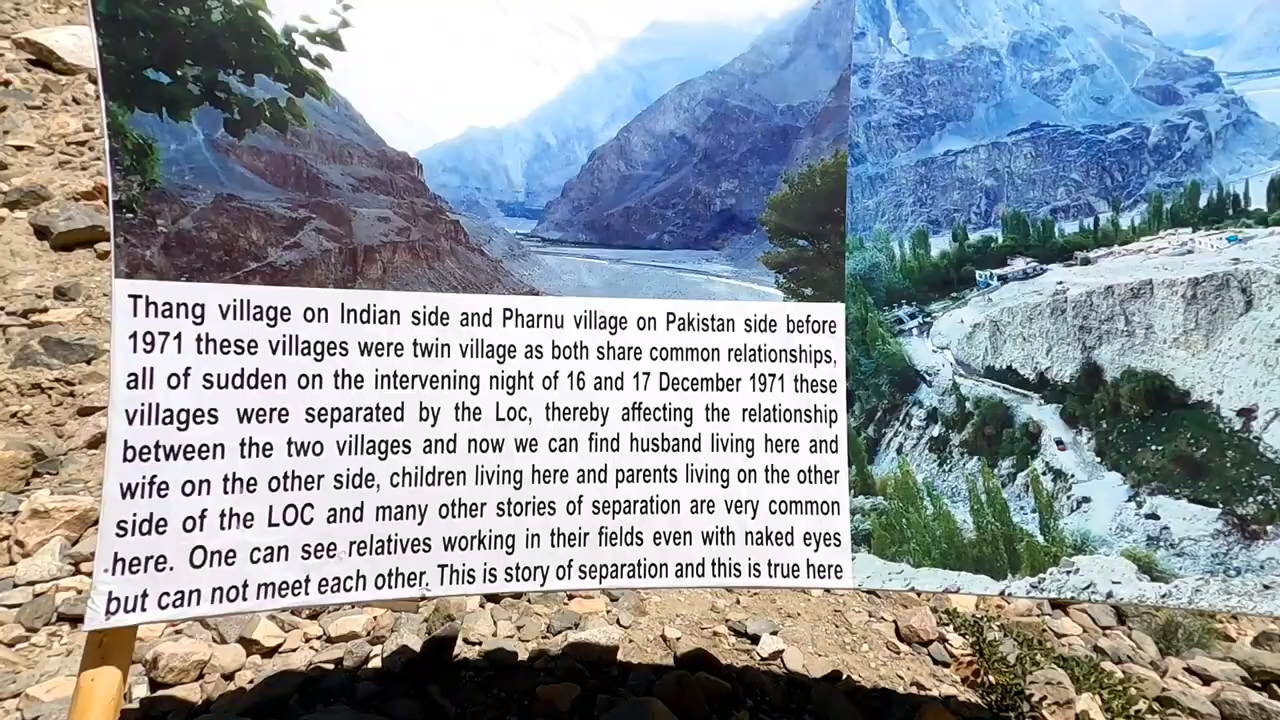 Thang village on Indian side and Pharnu village on Pakistan side before
1971 these villages were twin village as both share common relationships,
all of sudden on the intervening night of 16 and 17 December 1971 these
villages were separated by the Loc, thereby affecting the relationship
between the two villages and now we can find husband living here and
wife on the other side, children living here and parents living on the other
side of the LOC and many other stories of separation are very common
here. One can see relatives working in their fields even with naked eyes
but can not meet each other. This is story of separation and this is true here